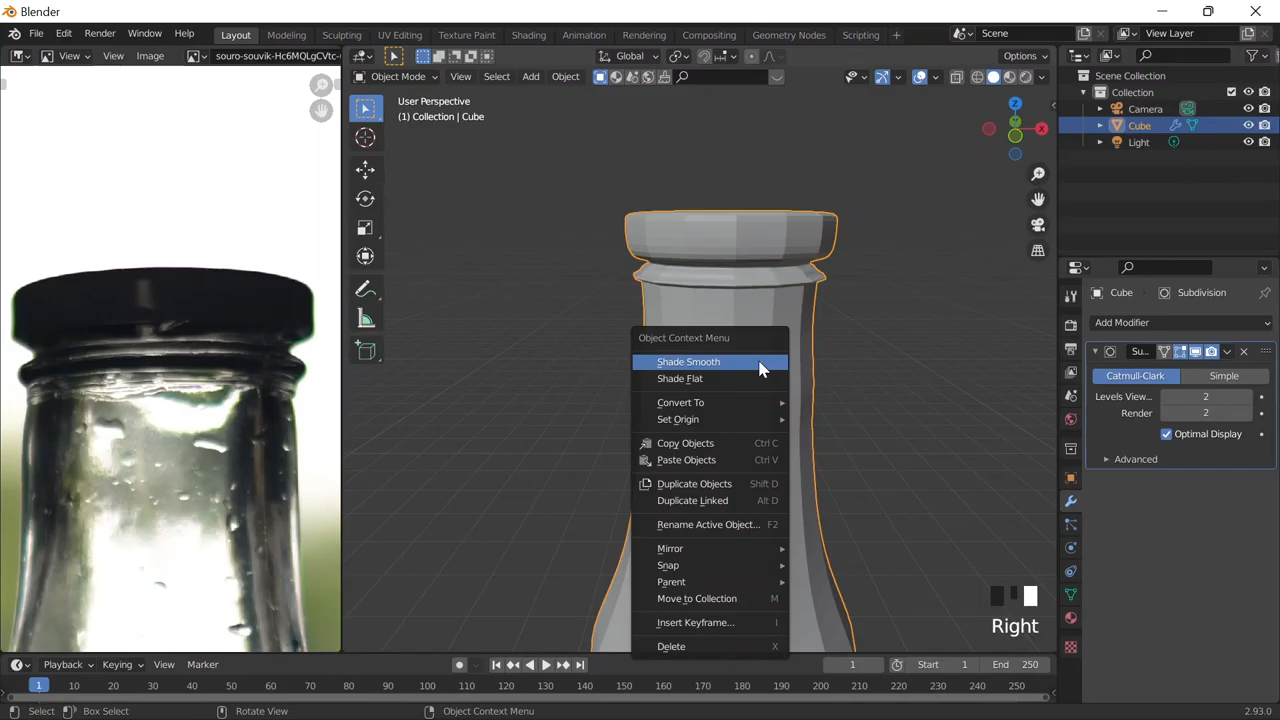 Blender
File Edit Render Window Help Layout Modeling Sculpting UV Editing Texture Paint Shading Animation Rendering Compositing Geometry Nodes Scripting + Scene View Layer
View View Image souro-souvik-Hc6MQLgCVtc- Global Options
Object Mode View Select Add Object
User Perspective
(1) Collection | Cube
Z
X
Scene Collection
Collection
Camera
Cube
Light
Cube Subdivision
Add Modifier
Su...
Catmull-Clark Simple
Levels View... 2
Render 2
Optimal Display
Advanced
Object Context Menu
Shade Smooth
Shade Flat
Convert To
Set Origin
Copy Objects Ctrl C
Paste Objects Ctrl V
Duplicate Objects Shift D
Duplicate Linked Alt D
Rename Active Object... F2
Mirror
Snap
Parent
Move to Collection M
Insert Keyframe... I
Delete X
Right
Playback Keying View Marker 1 Start 1 End 250
1 10 20 30 40 50 60 70 80 90 100 110 120 130 140 150 160 170 180 190 200 210 220 230 240 250
Select Box Select Rotate View Object Context Menu 2.93.0